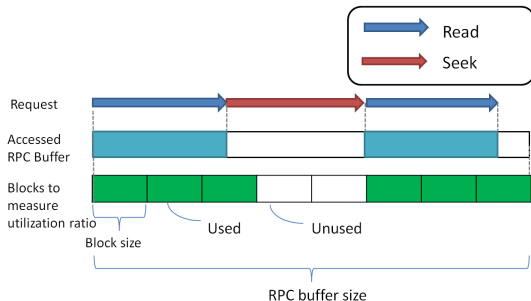 Read
Seek
Request
Accessed
RPC Buffer
Blocks to
measure
utilization ratio
Used
Unused
Block size
RPC buffer size